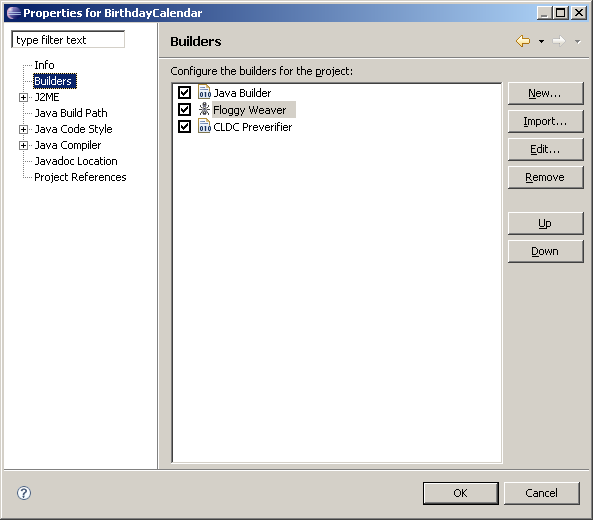 Properties for BirthdayCalendar
type filter text
Info
Builders
J2ME
Java Build Path
Java Code Style
Java Compiler
Javadoc Location
Project References
Builders
Configure the builders for the project:
Java Builder
Floggy Weaver
CLDC Preverifier
New...
Import...
Edit...
Remove
Up
Down
OK
Cancel